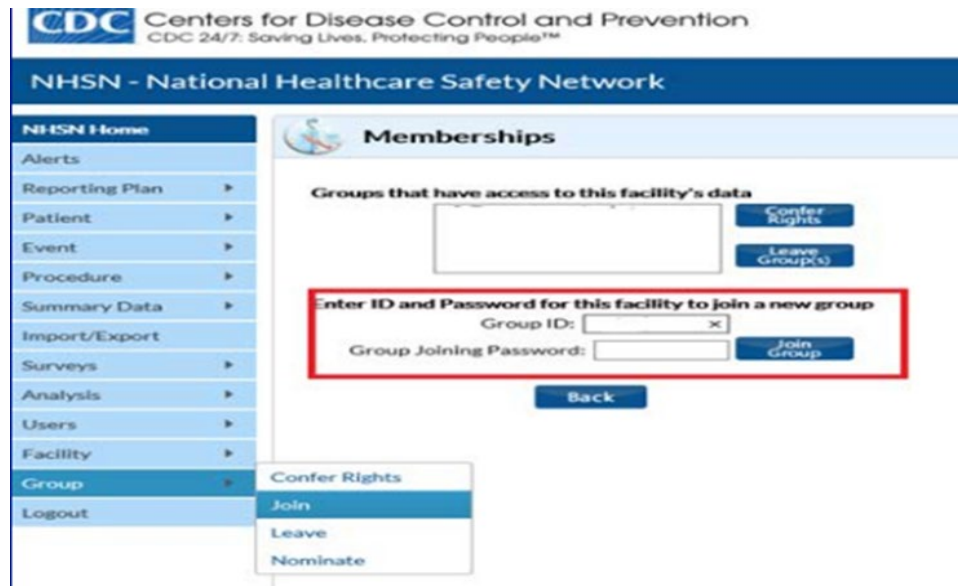 CDC Centers for Disease Control and Prevention
CDC 24/7: Saving Lives. Protecting People™
NHSN - National Healthcare Safety Network
NHSN Home
Alerts
Reporting Plan
Patient
Event
Procedure
Summary Data
Import/Export
Surveys
Analysis
Users
Facility
Group
Logout
Confer Rights
Join
Leave
Nominate
Memberships
Groups that have access to this facility's data
Confer
Rights
Leave
Group(s)
Enter ID and Password for this facility to join a new group
Group ID:
Group Joining Password:
Join
Group
Back